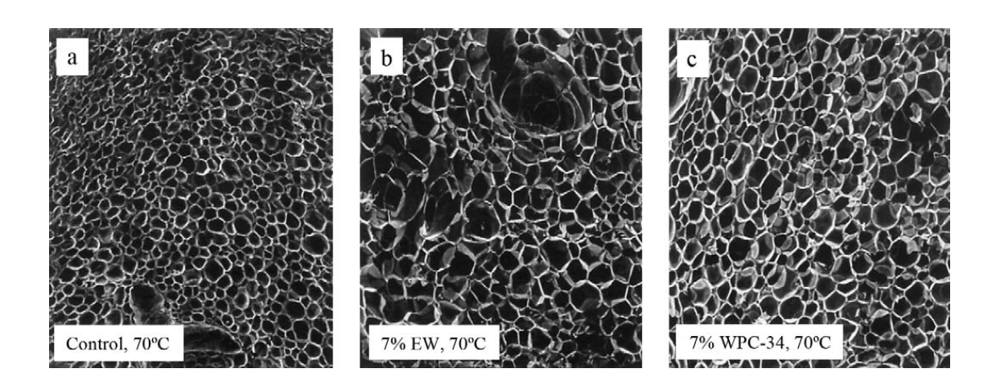 a
b
c
Control, 70ºC
7% EW, 70ºC
7% WPC-34, 70ºC